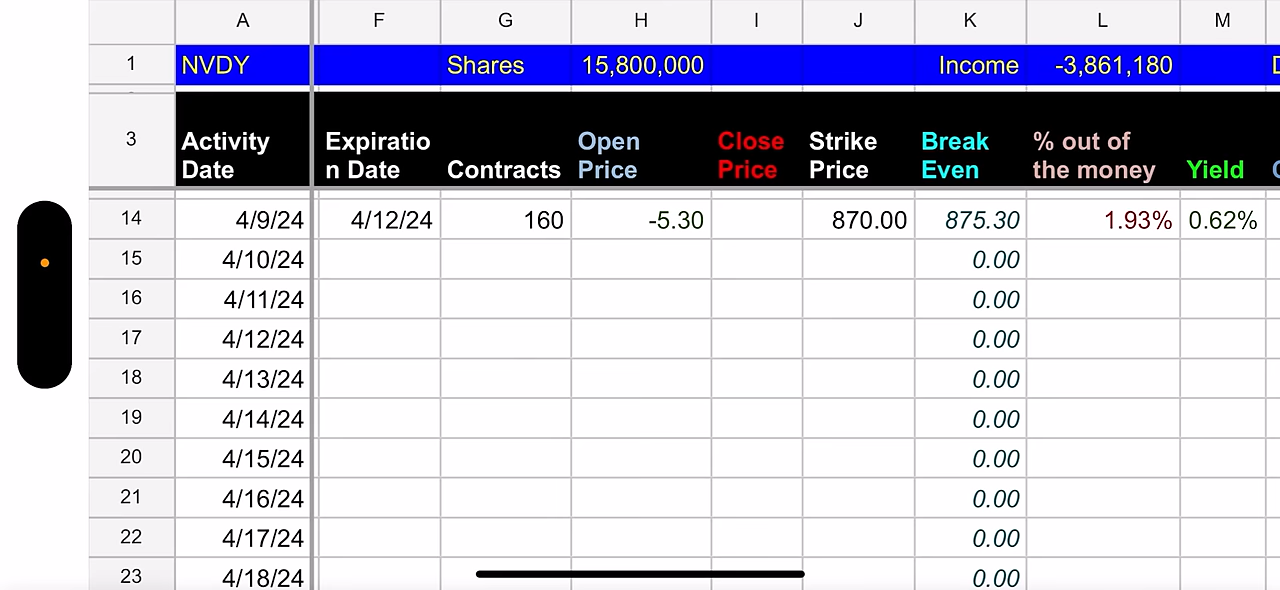 A F G H I J K L M
1 NVDY Shares 15,800,000 Income -3,861,180 D
3 Activity Date Expiratio n Date Contracts Open Price Close Price Strike Price Break Even % out of the money Yield
14 4/9/24 4/12/24 160 -5.30 870.00 875.30 1.93% 0.62%
15 4/10/24 0.00
16 4/11/24 0.00
17 4/12/24 0.00
18 4/13/24 0.00
19 4/14/24 0.00
20 4/15/24 0.00
21 4/16/24 0.00
22 4/17/24 0.00
23 4/18/24 0.00